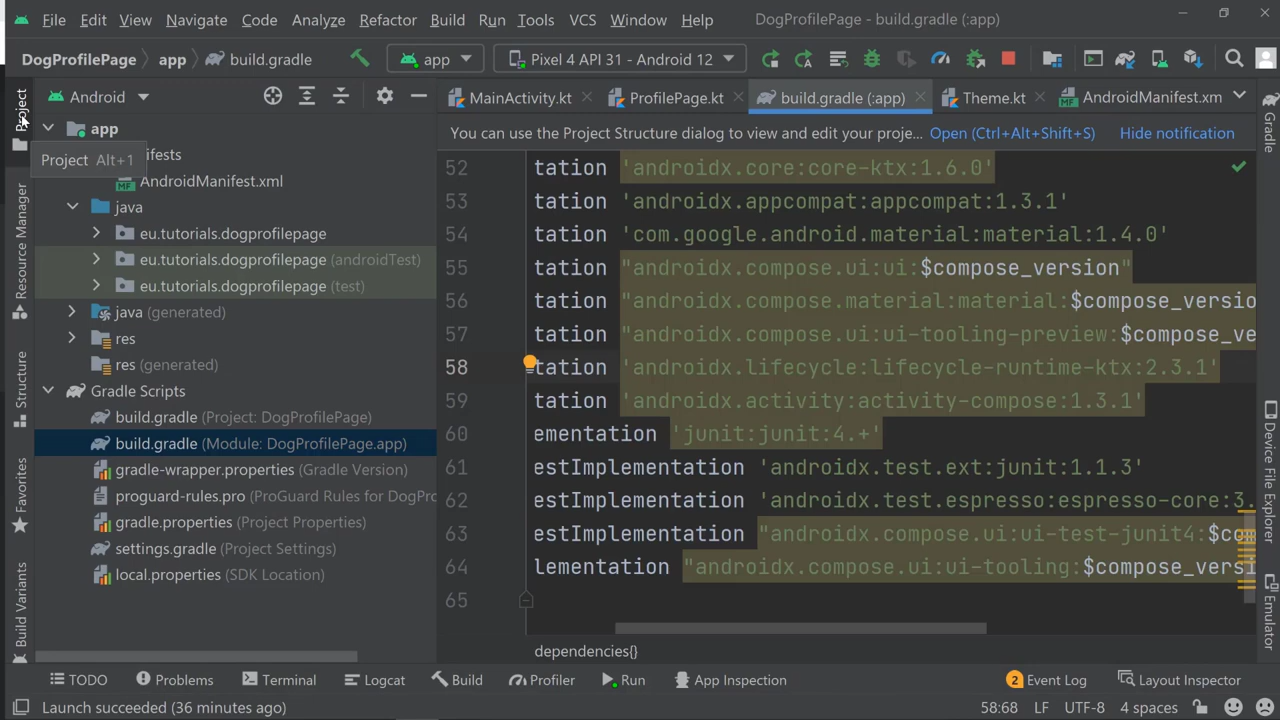 File Edit View Navigate Code Analyze Refactor Build Run Tools VCS Window Help DogProfilePage - build.gradle (:app)
DogProfilePage app build.gradle app Pixel 4 API 31 - Android 12
Android MainActivity.kt ProfilePage.kt build.gradle (:app) Theme.kt AndroidManifest.xml
app
You can use the Project Structure dialog to view and edit your proje... Open (Ctrl+Alt+Shift+S) Hide notification
ifests
Project Alt+1
AndroidManifest.xml
java
eu.tutorials.dogprofilepage
eu.tutorials.dogprofilepage (androidTest)
eu.tutorials.dogprofilepage (test)
java (generated)
res
res (generated)
Gradle Scripts
build.gradle (Project: DogProfilePage)
build.gradle (Module: DogProfilePage.app)
gradle-wrapper.properties (Gradle Version)
proguard-rules.pro (ProGuard Rules for DogPro
gradle.properties (Project Properties)
settings.gradle (Project Settings)
local.properties (SDK Location)
52 tation 'androidx.core:core-ktx:1.6.0'
53 tation 'androidx.appcompat:appcompat:1.3.1'
54 tation 'com.google.android.material:material:1.4.0'
55 tation "androidx.compose.ui:ui:$compose_version"
56 tation "androidx.compose.material:material:$compose_versio
57 tation "androidx.compose.ui:ui-tooling-preview:$compose_ve
58 tation 'androidx.lifecycle:lifecycle-runtime-ktx:2.3.1'
59 tation 'androidx.activity:activity-compose:1.3.1'
60 ementation 'junit:junit:4.+'
61 estImplementation 'androidx.test.ext:junit:1.1.3'
62 estImplementation 'androidx.test.espresso:espresso-core:3.
63 estImplementation "androidx.compose.ui:ui-test-junit4:$com
64 lementation "androidx.compose.ui:ui-tooling:$compose_versi
65
dependencies{}
Project
Resource Manager
Structure
Favorites
Build Variants
Gradle
Device File Explorer
Emulator
TODO Problems Terminal Logcat Build Profiler Run App Inspection 2 Event Log Layout Inspector
Launch succeeded (36 minutes ago) 58:68 LF UTF-8 4 spaces